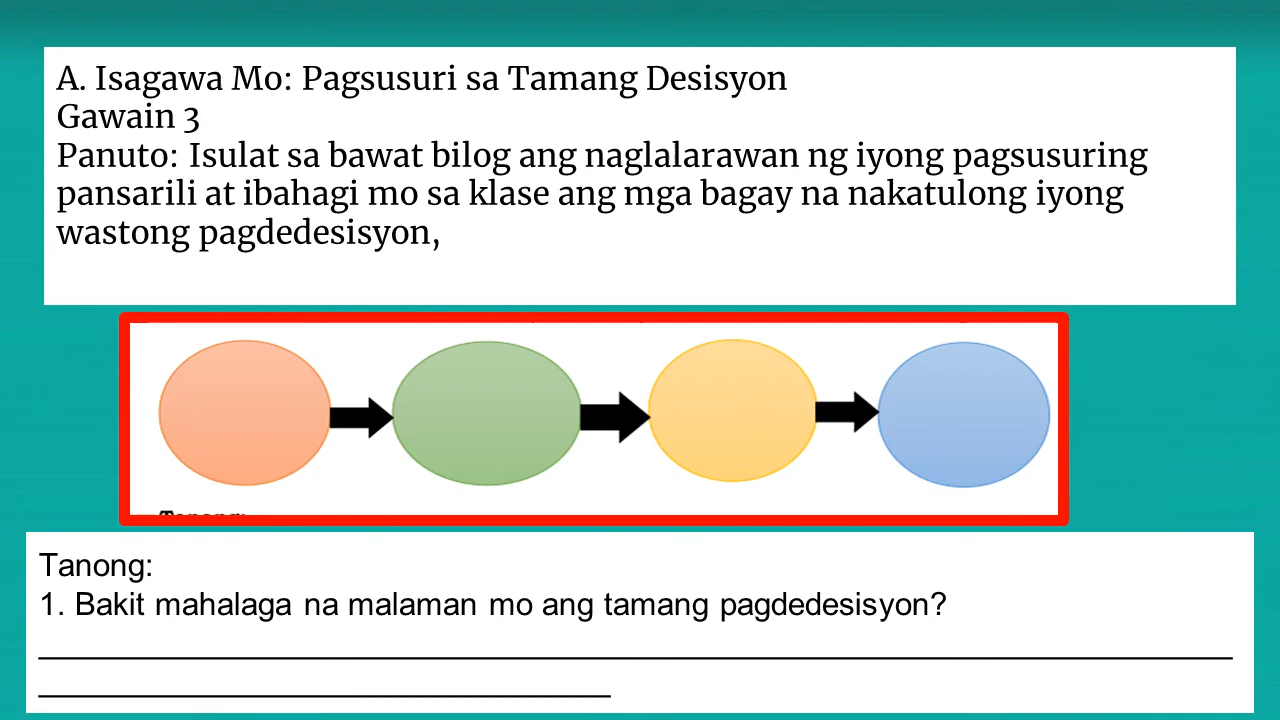 A. Isagawa Mo: Pagsusuri sa Tamang Desisyon
Gawain 3
Panuto: Isulat sa bawat bilog ang naglalarawan ng iyong pagsusuring
pansarili at ibahagi mo sa klase ang mga bagay na nakatulong iyong
wastong pagdedesisyon,
Tanong:
1. Bakit mahalaga na malaman mo ang tamang pagdedesisyon?